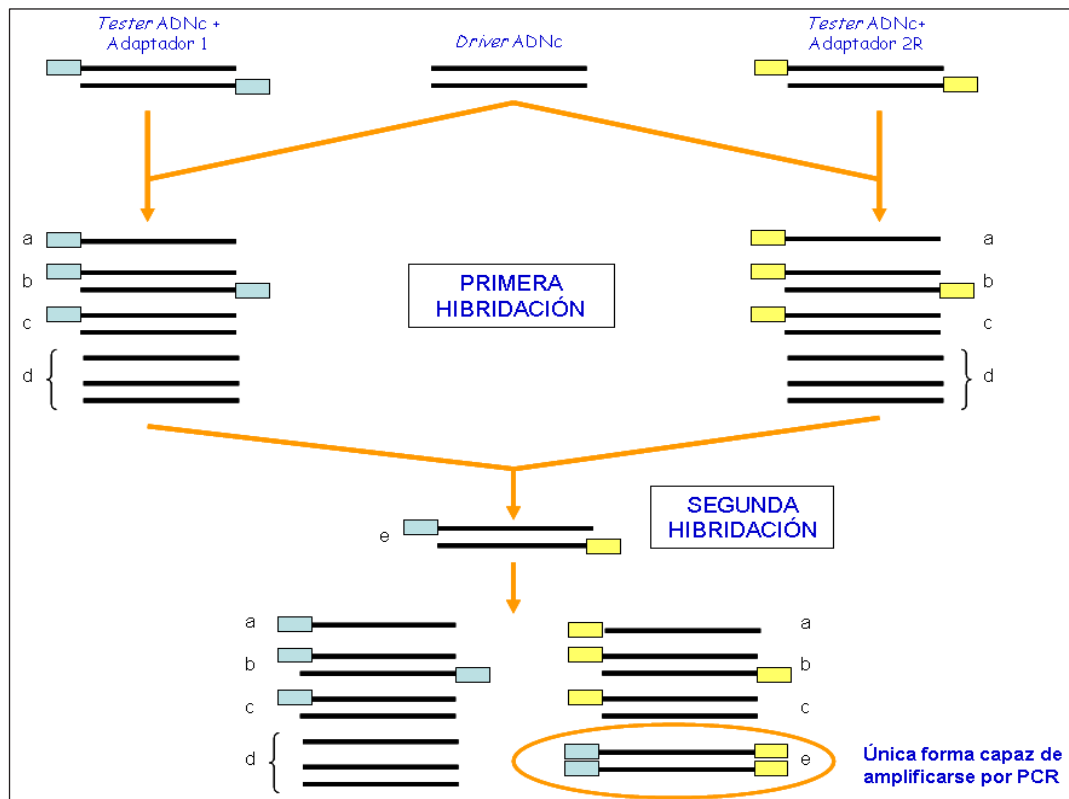 Tester ADNc +
Adaptador 1
Driver ADNc
Tester ADNc+
Adaptador 2R
a
b
c
d
PRIMERA
HIBRIDACIÓN
a
b
c
d
e
SEGUNDA
HIBRIDACIÓN
a
b
c
d
a
b
c
e
Única forma capaz de
amplificarse por PCR